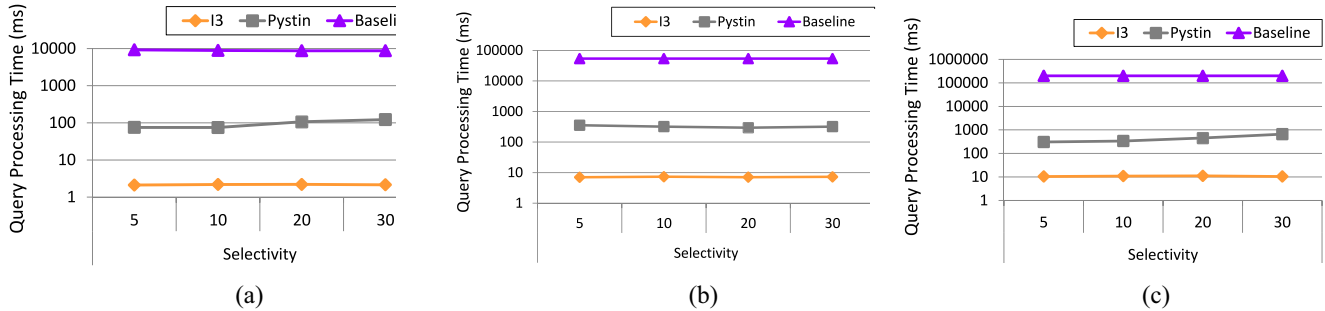 I3 Pystin Baseli
Query Processing Time (ms)
10000
1000
100
10
1
5 10 20 30
Selectivity
(a)
I3 Pystin Baseline
Query Processing Time (ms)
100000
10000
1000
100
10
1
5 10 20 30
Selectivity
(b)
I3 Pystin Baseline
Query Processing Time (ms)
1000000
100000
10000
1000
100
10
1
5 10 20 30
Selectivity
(c)